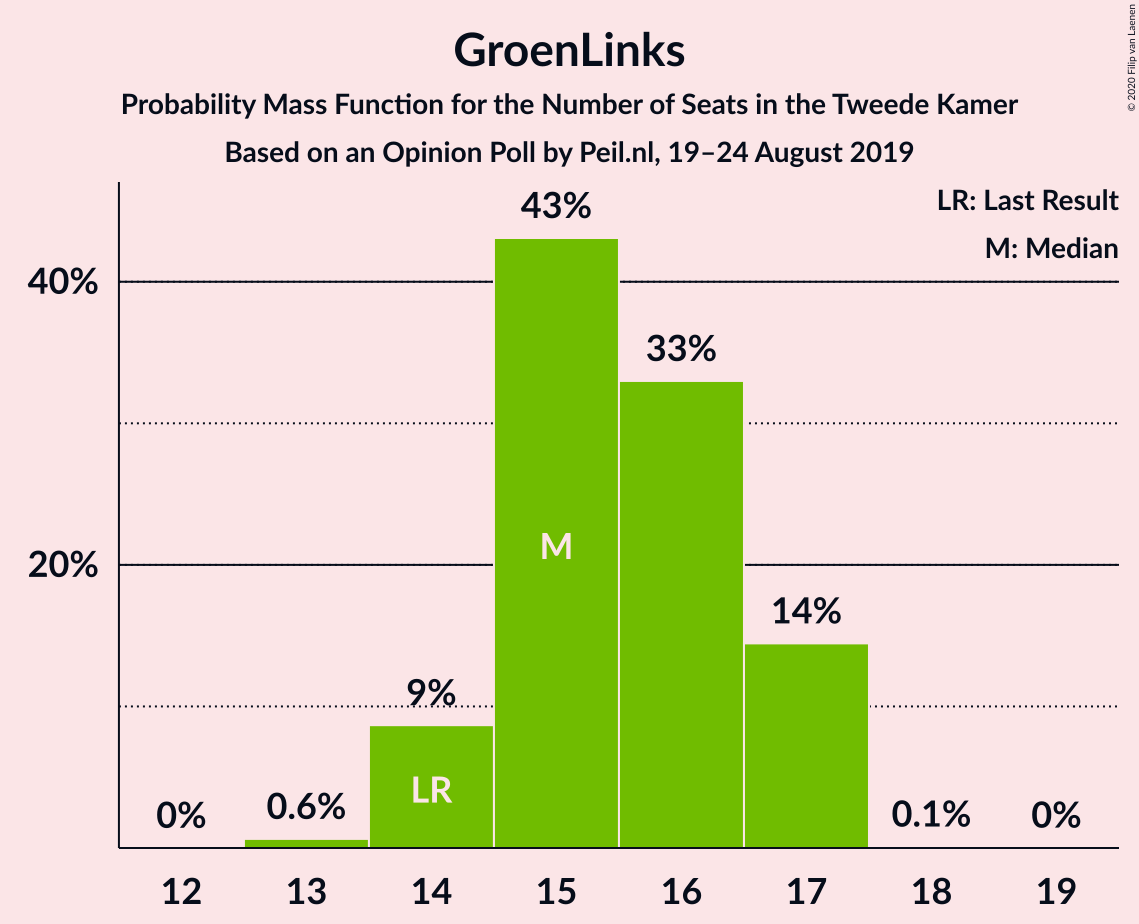 GroenLinks
Probability Mass Function for the Number of Seats in the Tweede Kamer
Based on an Opinion Poll by Peil.nl, 19–24 August 2019
© 2020 Filip van Laenen
LR: Last Result
M: Median
40%
20%
0%
0.6%
9%
43%
33%
14%
0.1%
0%
LR
M
12 13 14 15 16 17 18 19